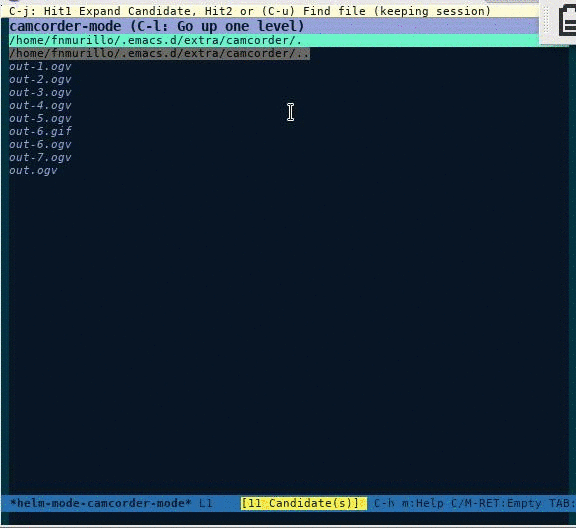 C-j: Hit1 Expand Candidate, Hit2 or (C-u) Find file (keeping session)
camcorder-mode (C-l: Go up one level)
/home/fnmurillo/.emacs.d/extra/camcorder/.
/home/fnmurillo/.emacs.d/extra/camcorder/..
out-1.ogv
out-2.ogv
out-3.ogv
out-4.ogv
out-5.ogv
out-6.gif
out-6.ogv
out-7.ogv
out.ogv
*helm-mode-camcorder-mode* L1 [11 Candidate(s)] C-h m:Help C/M-RET:Empty TAB: